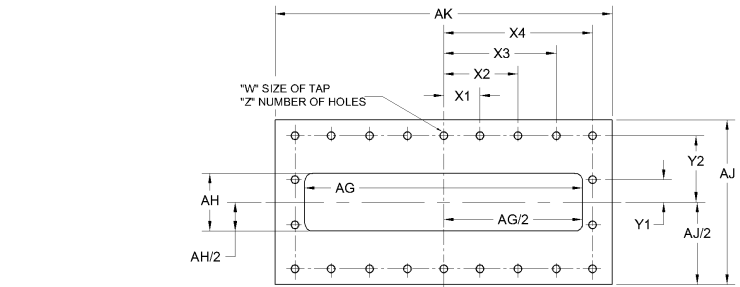 AK
X4
X3
X2
X1
"W" SIZE OF TAP
"Z" NUMBER OF HOLES
Y2
AJ
AG
AH
AG/2
Y1
AJ/2
AH/2